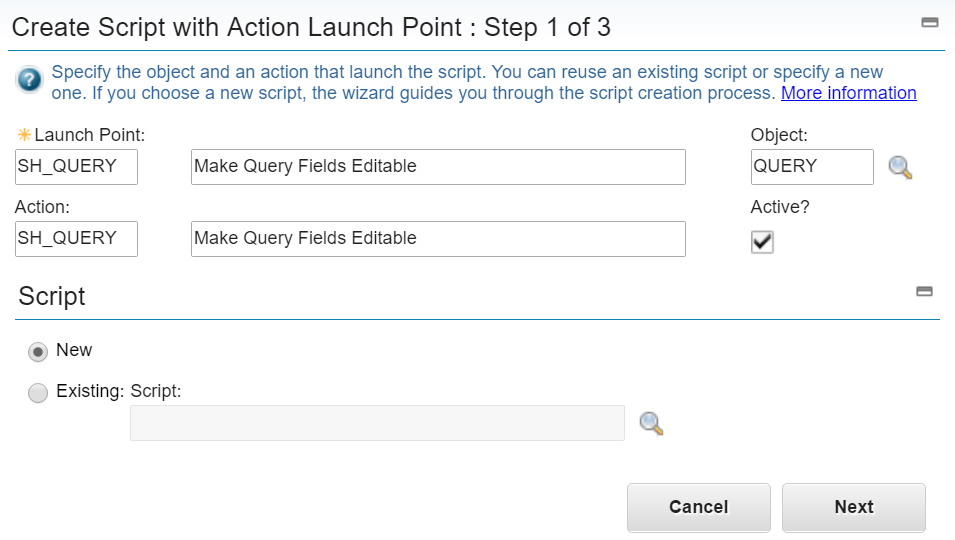 Create Script with Action Launch Point : Step 1 of 3
Specify the object and an action that launch the script. You can reuse an existing script or specify a new
one. If you choose a new script, the wizard guides you through the script creation process. More information
✳Launch Point: Object:
SH_QUERY Make Query Fields Editable QUERY
Action: Active?
SH_QUERY Make Query Fields Editable
Script
New
Existing: Script:
Cancel Next